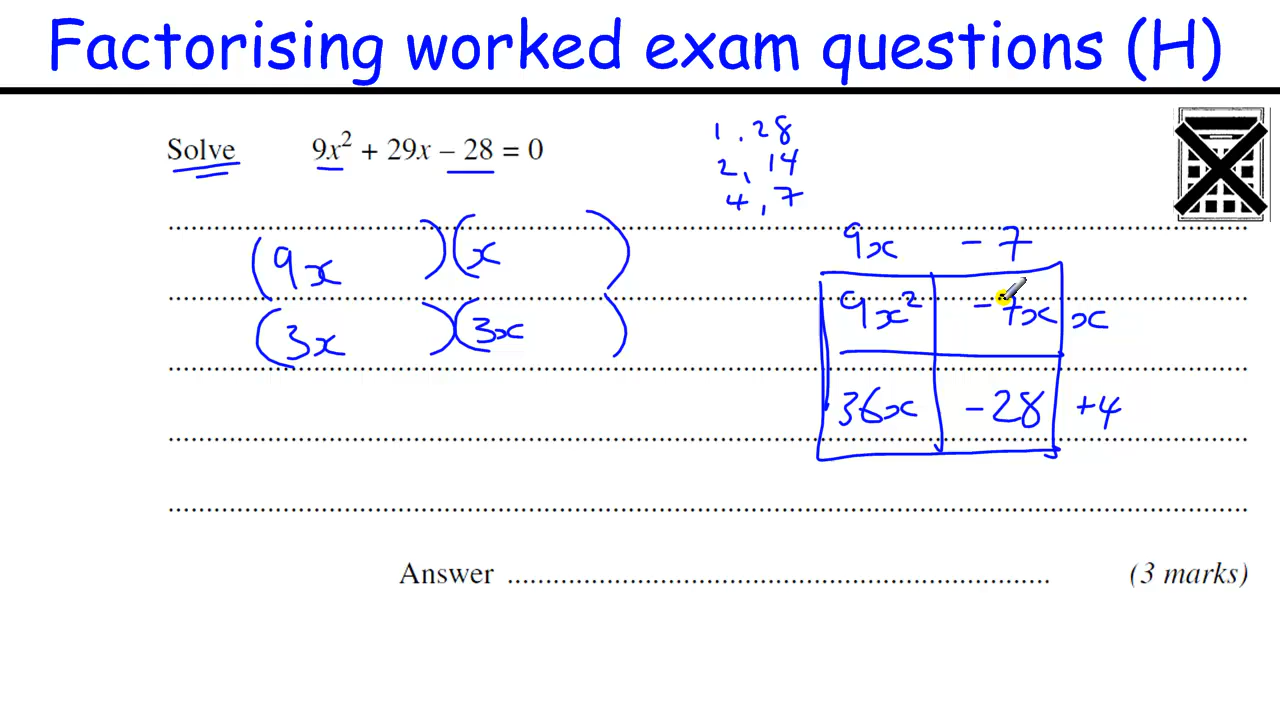 Factorising worked exam questions (H)
Solve 9x² + 29x – 28 = 0
1 . 28
2, 14
4, 7
(9x )(x )
(3x )(3x )
9x - 7
9x² -7x x
36x -28 +4
Answer ........................................................................ (3 marks)